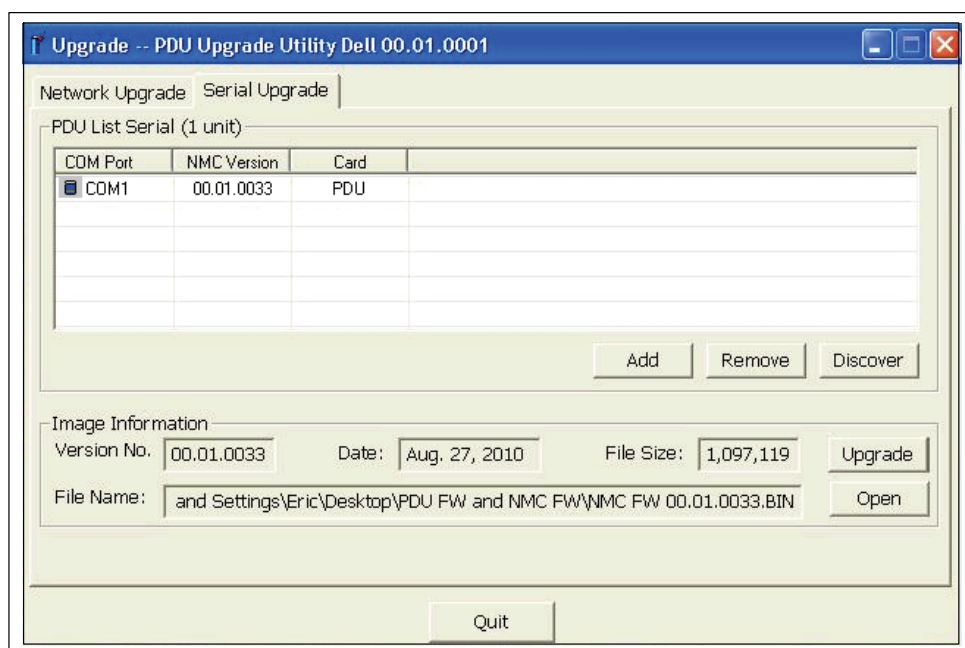 Upgrade -- PDU Upgrade Utility Dell 00.01.0001
Network Upgrade Serial Upgrade
PDU List Serial (1 unit)
COM Port NMC Version Card
COM1 00.01.0033 PDU
Add Remove Discover
Image Information
Version No. 00.01.0033 Date: Aug. 27, 2010 File Size: 1,097,119 Upgrade
File Name: and Settings\Eric\Desktop\PDU FW and NMC FW\NMC FW 00.01.0033.BIN Open
Quit